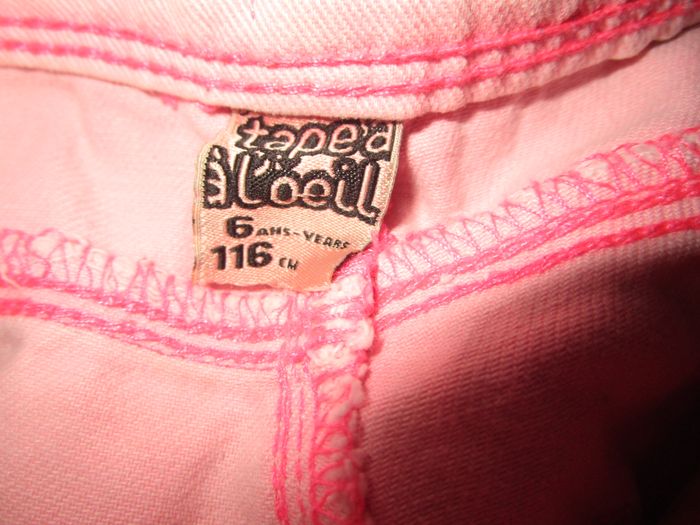 tape à
l'oeil
6 ANS-YEARS
116 CM